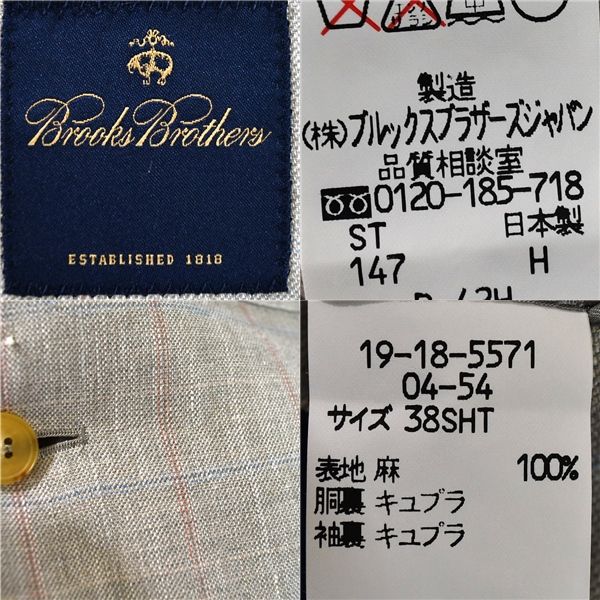 Brooks Brothers
ESTABLISHED 1818
製造
(株)ブルックスブラザーズジャパン
品質相談室
0120-185-718
ST 日本製
147 H
19-18-5571
04-54
サイズ 38SHT
表地 麻 100%
胴裏 キュプラ
袖裏 キュプラ